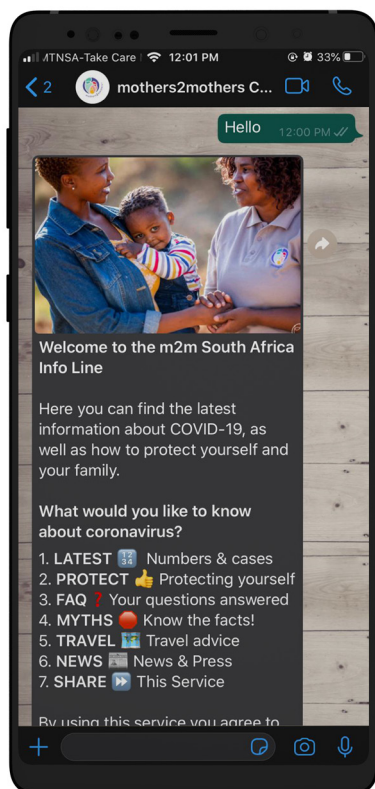 MTNSA-Take Care 12:01 PM 33%
2 mothers2mothers C...
Hello 12:00 PM
Welcome to the m2m South Africa
Info Line
Here you can find the latest
information about COVID-19, as
well as how to protect yourself and
your family.
What would you like to know
about coronavirus?
1. LATEST 🔢 Numbers & cases
2. PROTECT 👍 Protecting yourself
3. FAQ ❓ Your questions answered
4. MYTHS 🛑 Know the facts!
5. TRAVEL 🗺️ Travel advice
6. NEWS 📰 News & Press
7. SHARE ⏩ This Service
By using this service you agree to